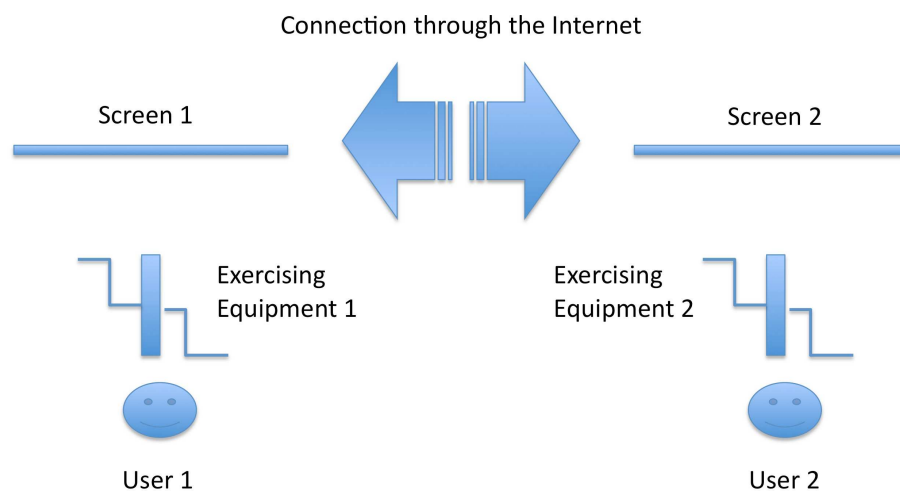 Connection through the Internet
Screen 1
Screen 2
Exercising
Equipment 1
Exercising
Equipment 2
User 1
User 2